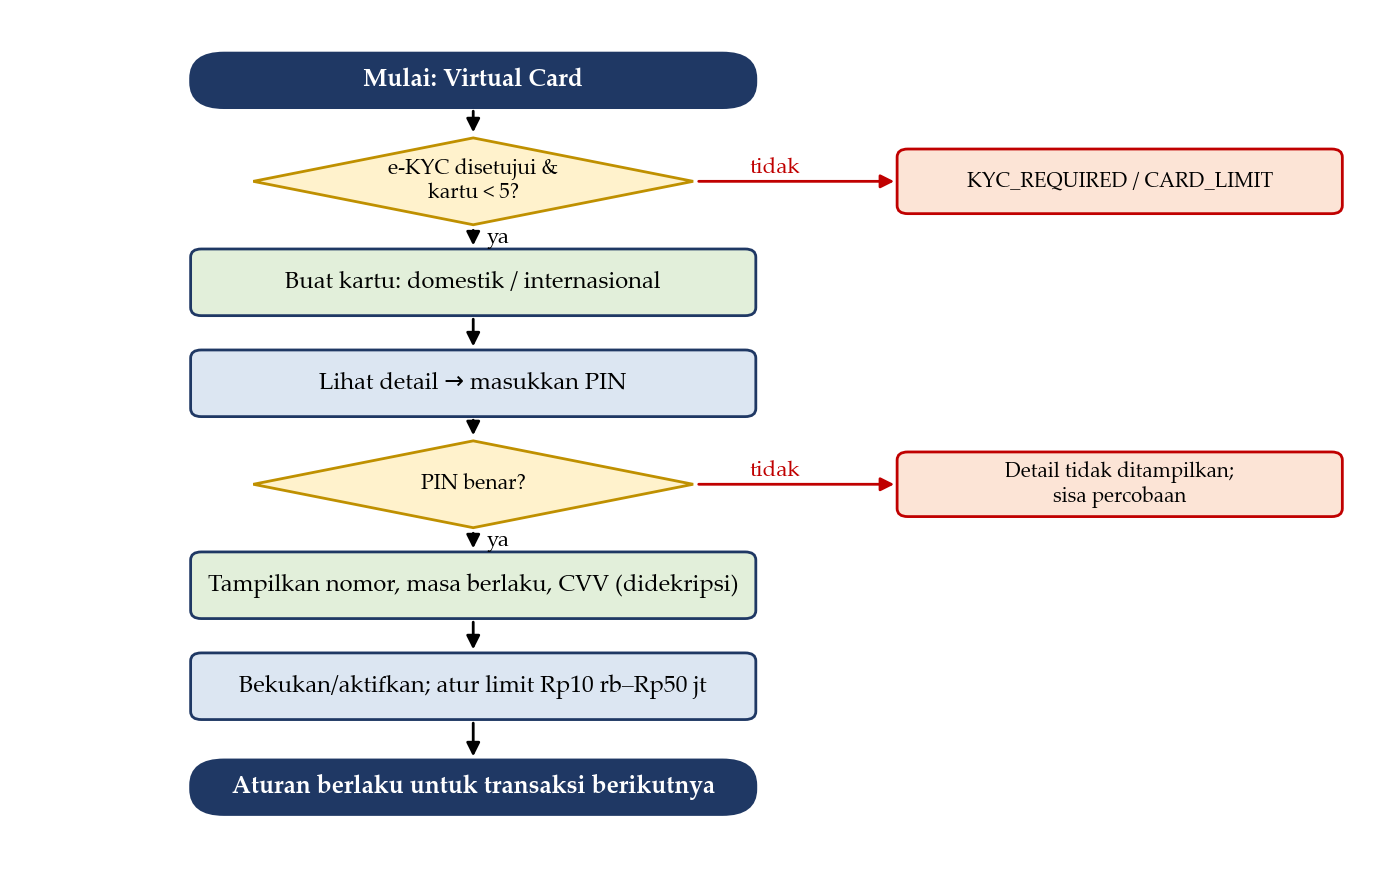 Mulai: Virtual Card
e-KYC disetujui &
kartu < 5?
tidak
KYC_REQUIRED / CARD_LIMIT
ya
Buat kartu: domestik / internasional
Lihat detail → masukkan PIN
PIN benar?
tidak
Detail tidak ditampilkan;
sisa percobaan
ya
Tampilkan nomor, masa berlaku, CVV (didekripsi)
Bekukan/aktifkan; atur limit Rp10 rb–Rp50 jt
Aturan berlaku untuk transaksi berikutnya